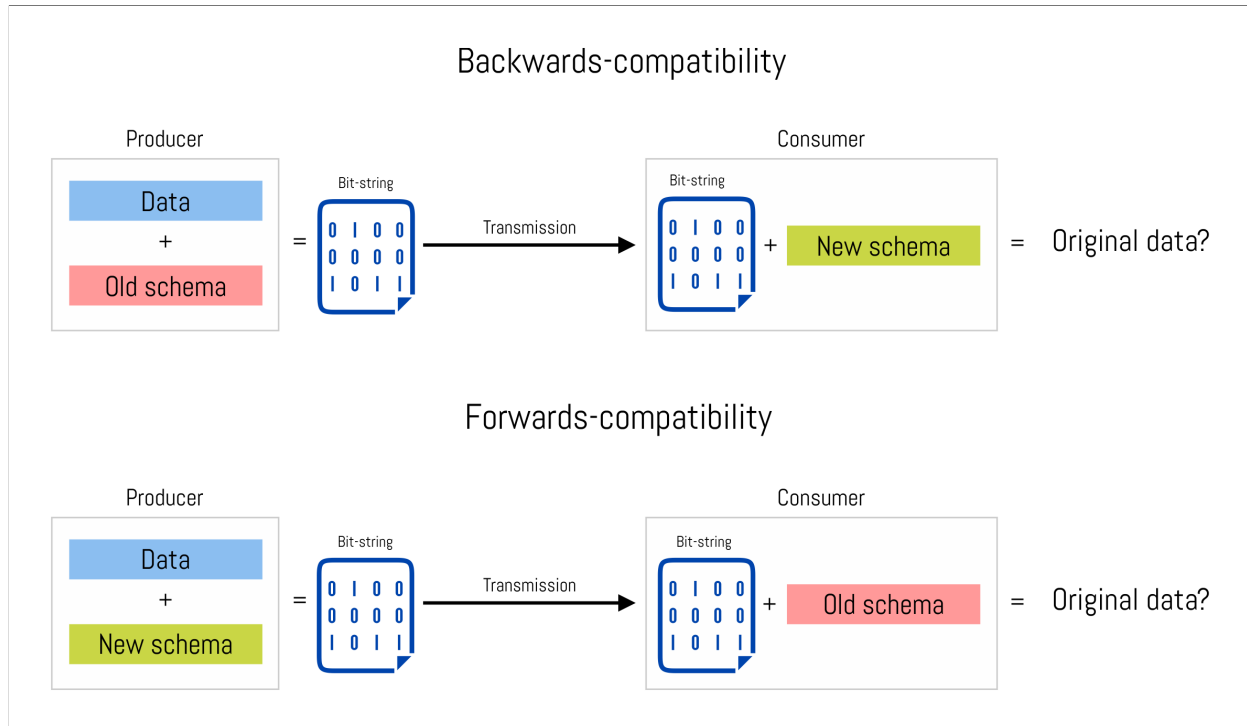 Backwards-compatibility
Producer
Consumer
Data
+
Old schema
=
Bit-string
0 1 0 0
0 0 0 0
1 0 1 1
Transmission
Bit-string
0 1 0 0
0 0 0 0
1 0 1 1
+
New schema
=
Original data?
Forwards-compatibility
Producer
Consumer
Data
+
New schema
=
Bit-string
0 1 0 0
0 0 0 0
1 0 1 1
Transmission
Bit-string
0 1 0 0
0 0 0 0
1 0 1 1
+
Old schema
=
Original data?